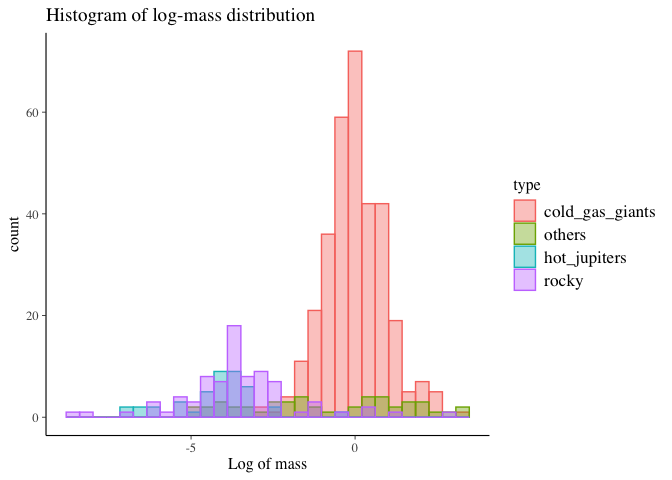 Histogram of log-mass distribution
60
40
20
0
count
-5
0
Log of mass
type
cold_gas_giants
others
hot_jupiters
rocky